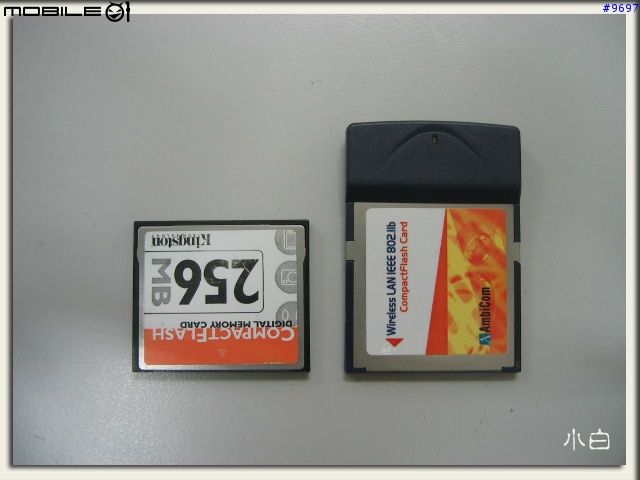 MOBILE01
#9697
Kingston
TECHNOLOGY
256
MB
DIGITAL MEMORY CARD
COMPACTFLASH
Wireless LAN IEEE 802.11b
CompactFlash Card
AmbiCom
小白